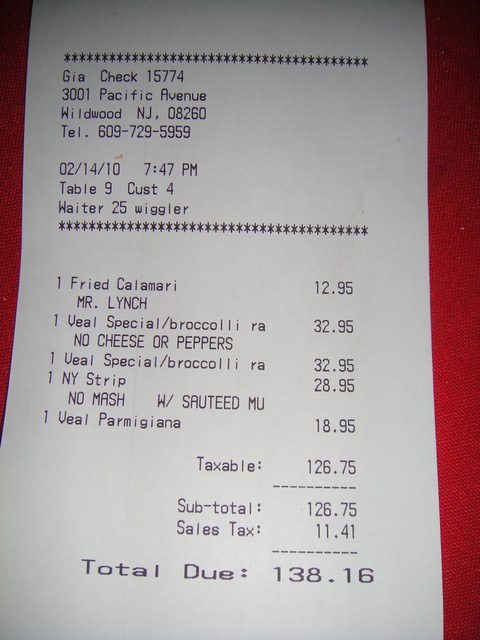 ****************************************
Gia Check 15774
3001 Pacific Avenue
Wildwood NJ, 08260
Tel. 609-729-5959
02/14/10 7:47 PM
Table 9 Cust 4
Waiter 25 wiggler
****************************************
1 Fried Calamari 12.95
MR. LYNCH
1 Veal Special/broccolli ra 32.95
NO CHEESE OR PEPPERS
1 Veal Special/broccolli ra 32.95
1 NY Strip 28.95
NO MASH W/ SAUTEED MU
1 Veal Parmigiana 18.95
Taxable: 126.75
----------
Sub-total: 126.75
Sales Tax: 11.41
----------
Total Due: 138.16